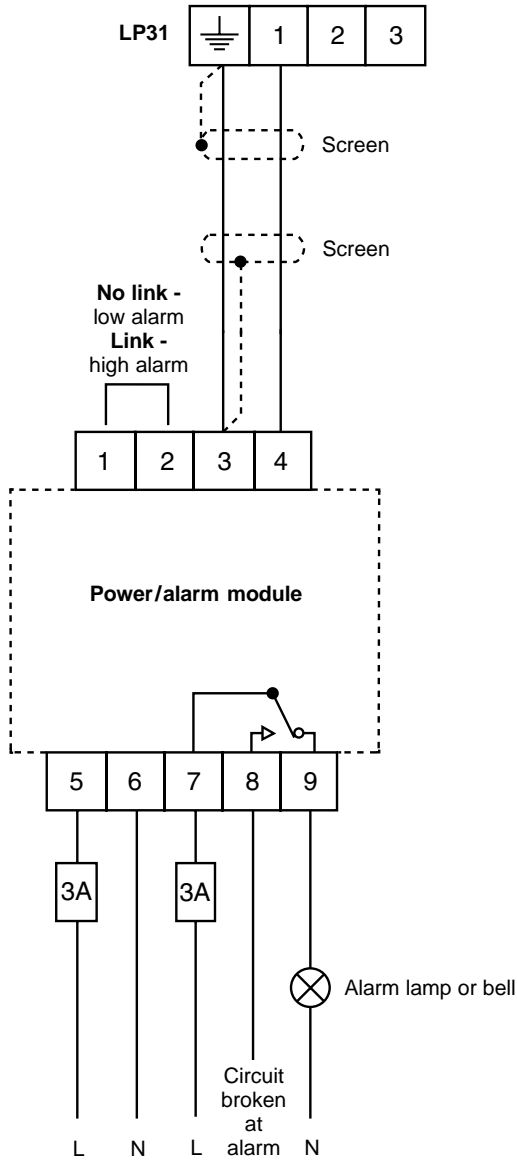 LP31
1 2 3
Screen
Screen
No link -
low alarm
Link -
high alarm
1 2 3 4
Power/alarm module
5 6 7 8 9
3A 3A
Alarm lamp or bell
Circuit
broken
at
alarm
L N L N